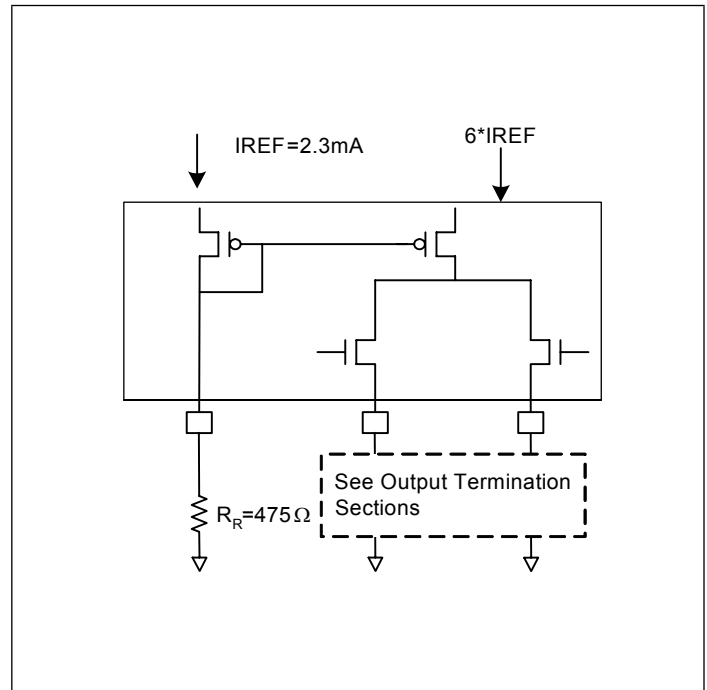 IREF=2.3mA
6*IREF
See Output Termination
Sections
RR=475Ω